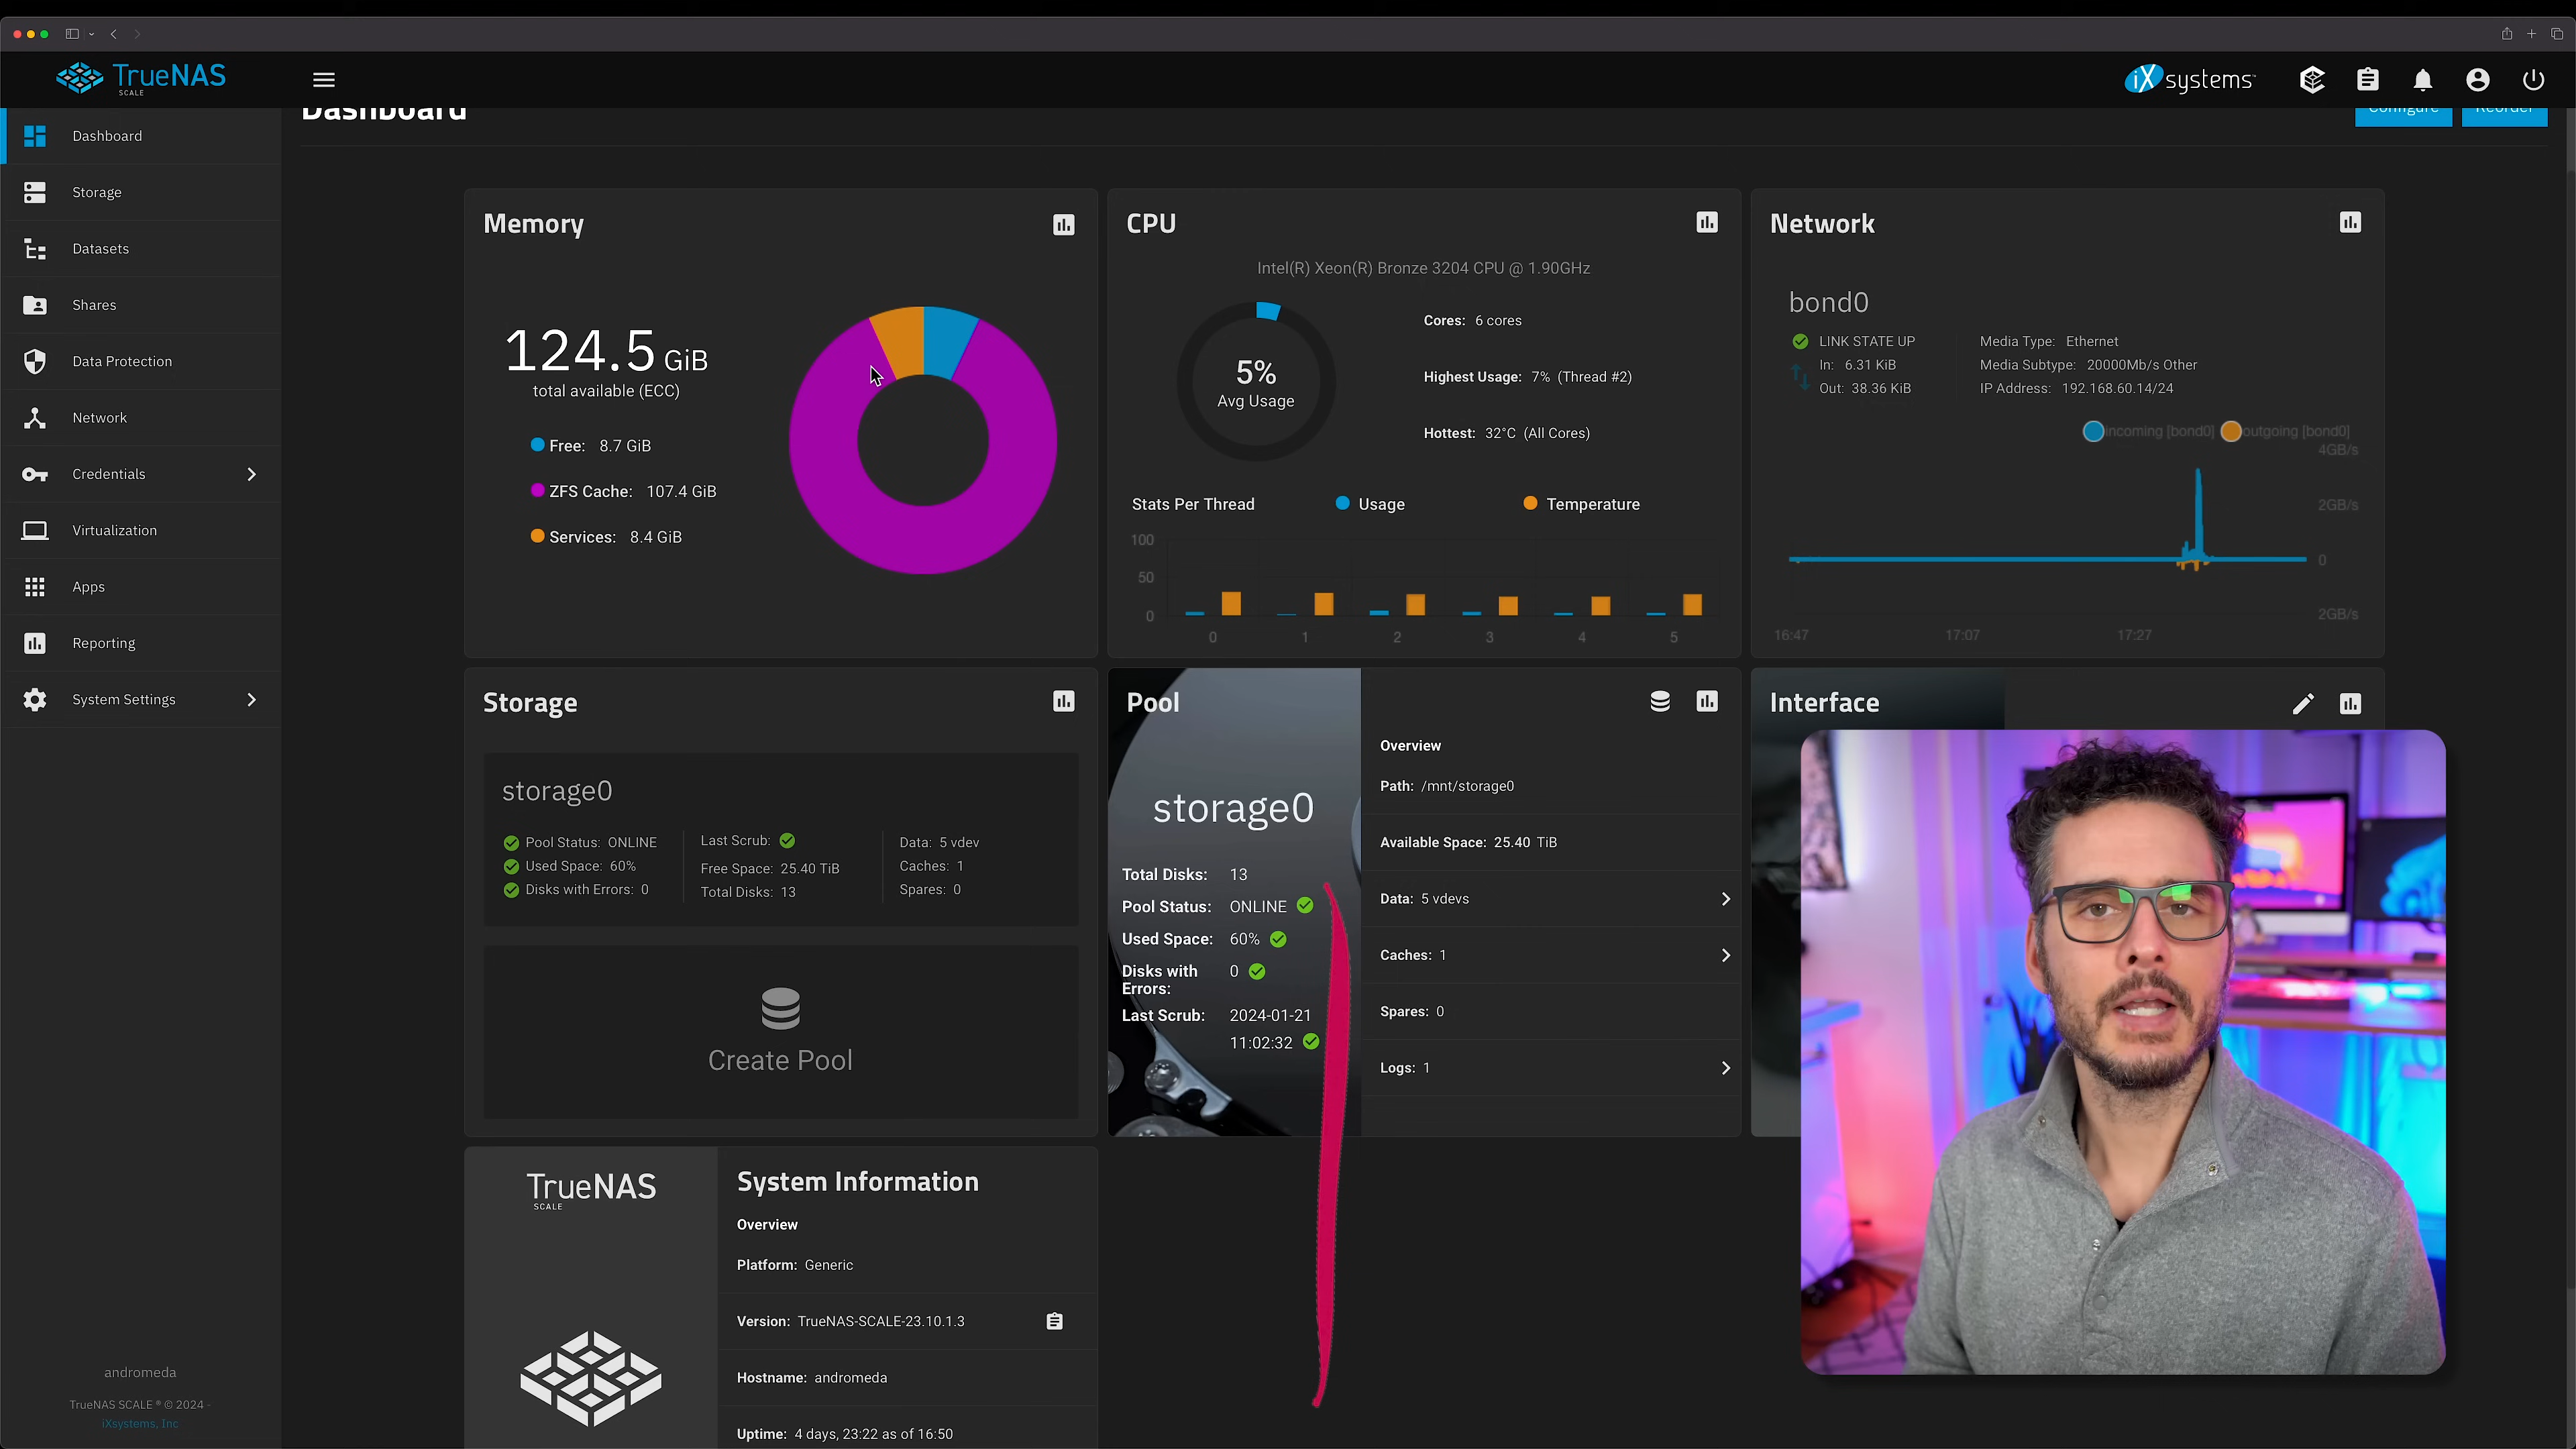 TrueNAS
SCALE
iXsystems
Dashboard
Configure
Reorder
Dashboard
Storage
Datasets
Shares
Data Protection
Network
Credentials
Virtualization
Apps
Reporting
System Settings
andromeda
TrueNAS SCALE ® © 2024 -
iXsystems, Inc
Memory
124.5 GiB
total available (ECC)
Free: 8.7 GiB
ZFS Cache: 107.4 GiB
Services: 8.4 GiB
CPU
Intel(R) Xeon(R) Bronze 3204 CPU @ 1.90GHz
5%
Avg Usage
Cores: 6 cores
Highest Usage: 7% (Thread #2)
Hottest: 32°C (All Cores)
Stats Per Thread
Usage
Temperature
100
50
0
0 1 2 3 4 5
Network
bond0
LINK STATE UP
In: 6.31 KiB
Out: 38.36 KiB
Media Type: Ethernet
Media Subtype: 20000Mb/s Other
IP Address: 192.168.60.14/24
incoming [bond0] outgoing [bond0]
4GB/s
2GB/s
0
2GB/s
16:47 17:07 17:27
Storage
storage0
Pool Status: ONLINE
Used Space: 60%
Disks with Errors: 0
Last Scrub:
Free Space: 25.40 TiB
Total Disks: 13
Data: 5 vdev
Caches: 1
Spares: 0
Create Pool
Pool
storage0
Total Disks: 13
Pool Status: ONLINE
Used Space: 60%
Disks with 0
Errors:
Last Scrub: 2024-01-21
11:02:32
Overview
Path: /mnt/storage0
Available Space: 25.40 TiB
Data: 5 vdevs
Caches: 1
Spares: 0
Logs: 1
Interface
TrueNAS
SCALE
System Information
Overview
Platform: Generic
Version: TrueNAS-SCALE-23.10.1.3
Hostname: andromeda
Uptime: 4 days, 23:22 as of 16:50